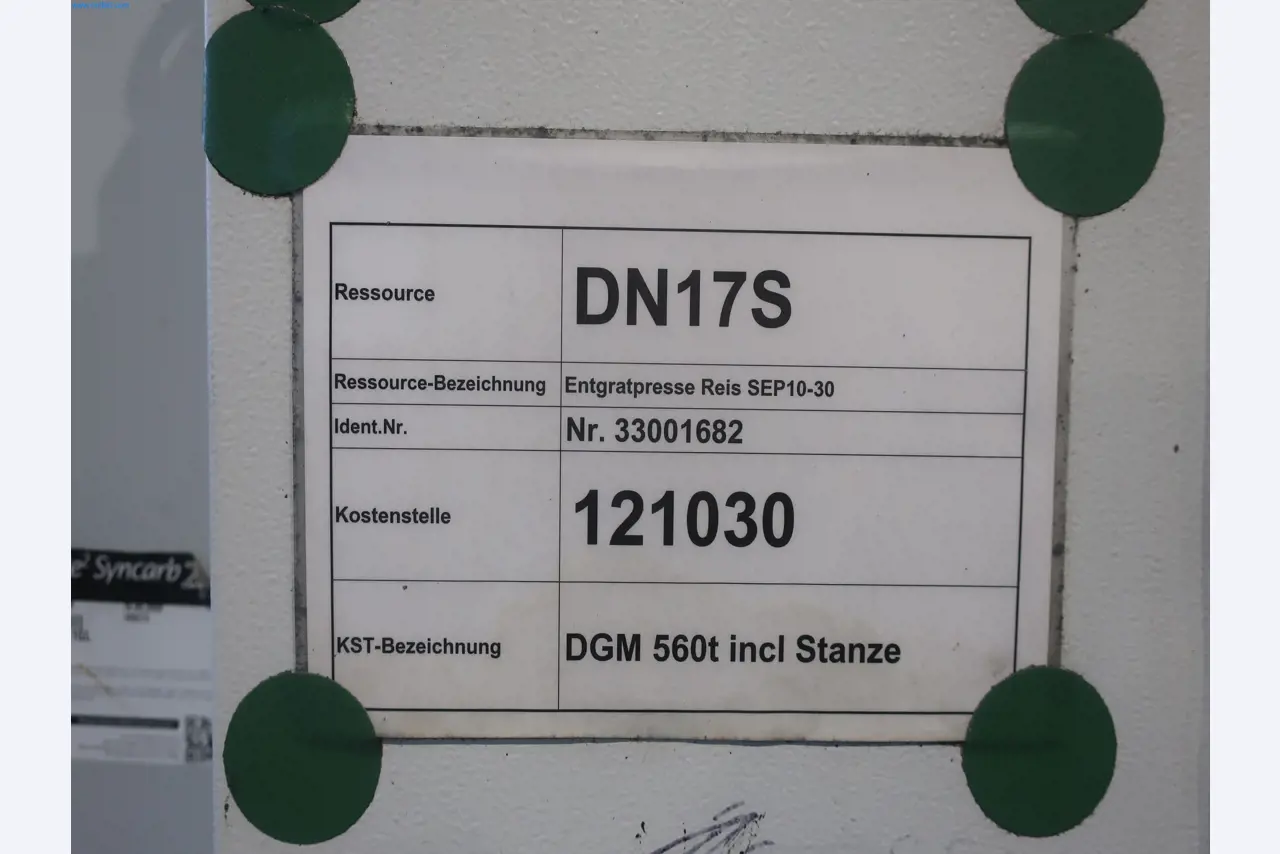 Ressource DN17S
Ressource-Bezeichnung Entgratpresse Reis SEP10-30
Ident.Nr. Nr. 33001682
Kostenstelle 121030
KST-Bezeichnung DGM 560t incl Stanze
Syncarb